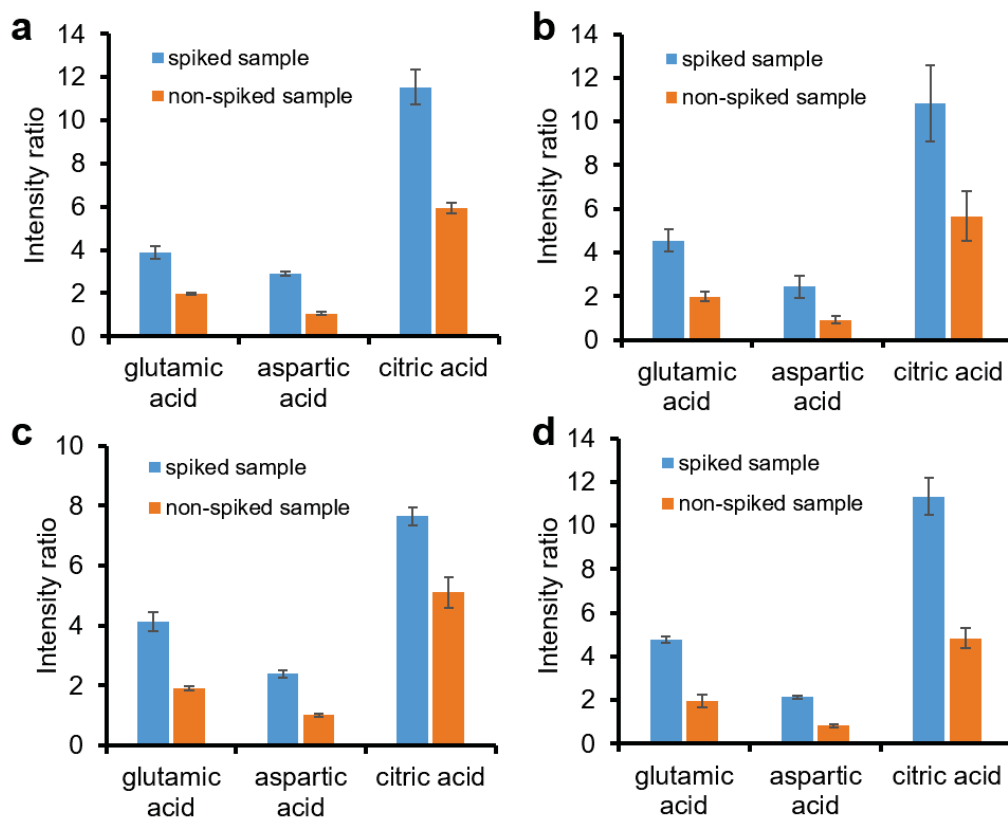 a
Intensity ratio
14
12
10
8
6
4
2
0
spiked sample
non-spiked sample
glutamic acid
aspartic acid
citric acid
b
Intensity ratio
14
12
10
8
6
4
2
0
spiked sample
non-spiked sample
glutamic acid
aspartic acid
citric acid
c
Intensity ratio
10
8
6
4
2
0
spiked sample
non-spiked sample
glutamic acid
aspartic acid
citric acid
d
Intensity ratio
14
12
10
8
6
4
2
0
spiked sample
non-spiked sample
glutamic acid
aspartic acid
citric acid